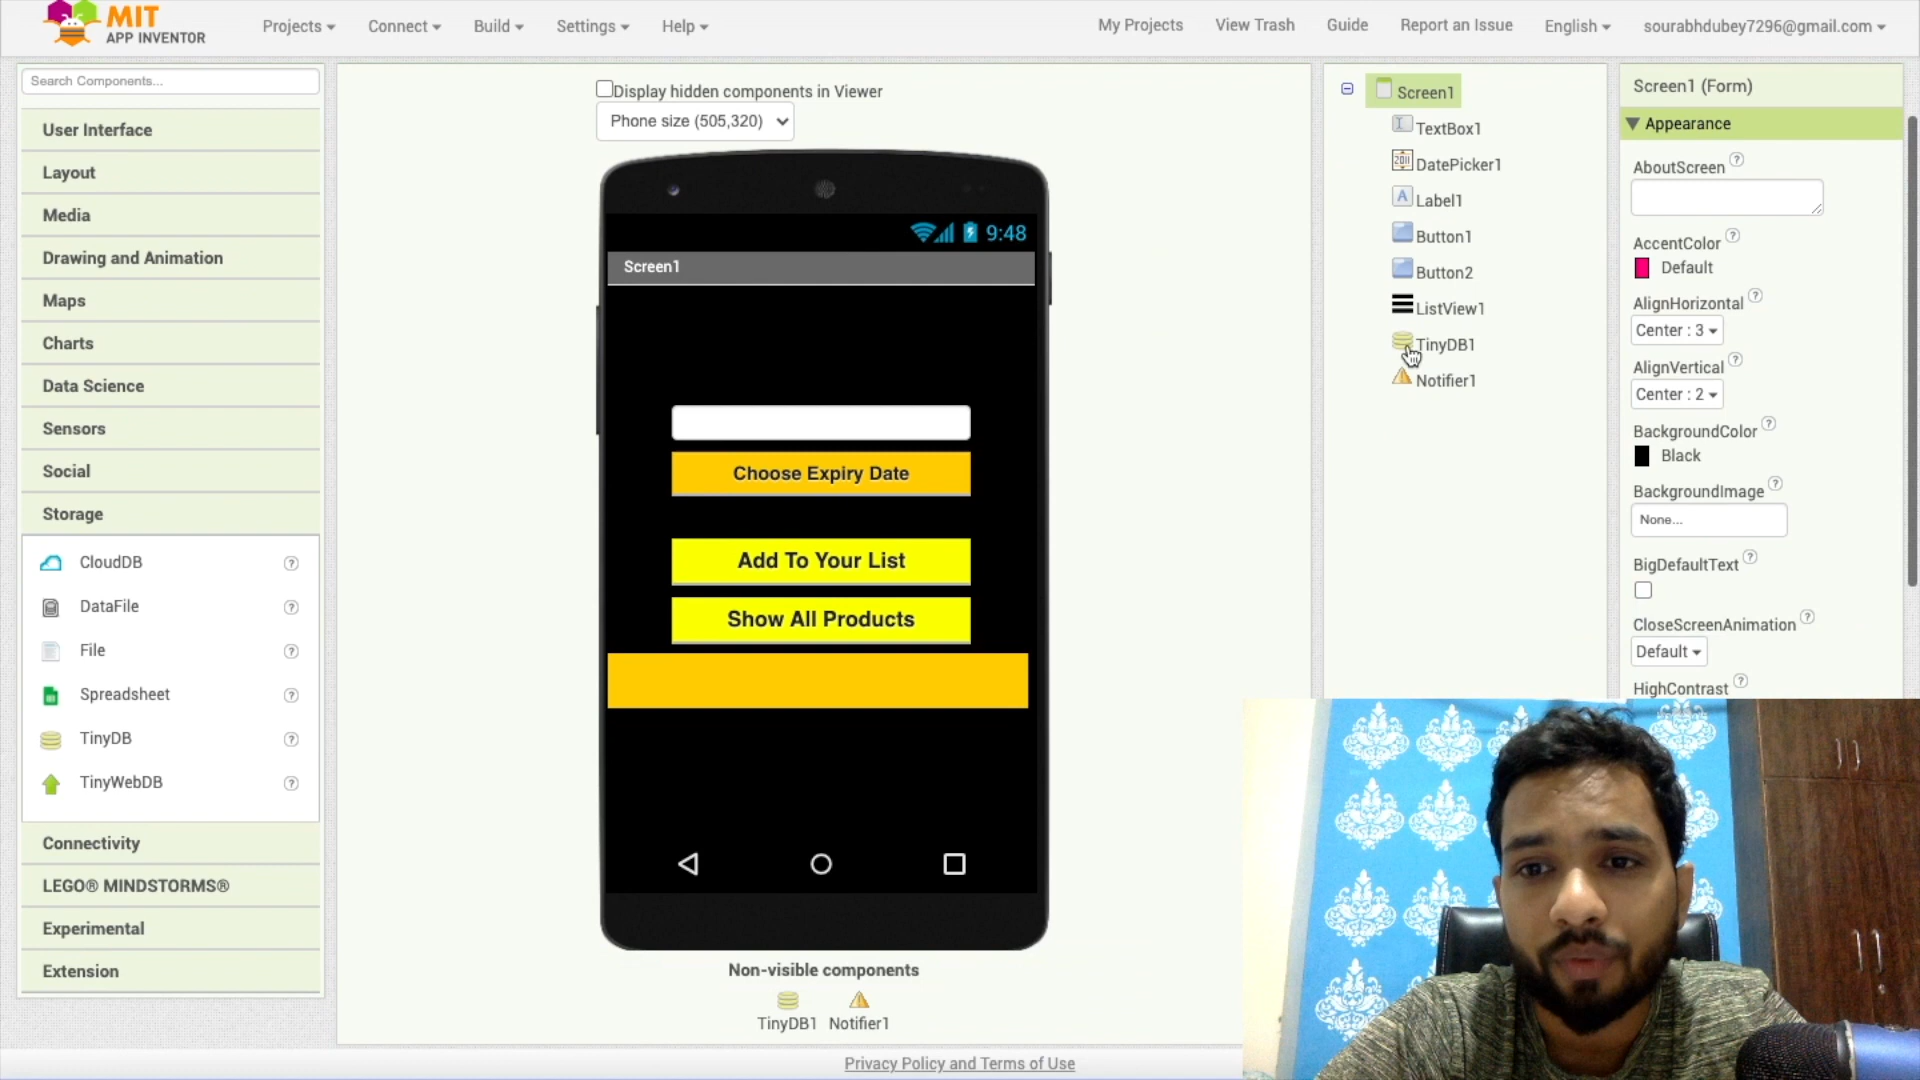 MIT
APP INVENTOR
Projects
Connect
Build
Settings
Help
My Projects
View Trash
Guide
Report an Issue
English
sourabhdubey7296@gmail.com
Search Components...
User Interface
Layout
Media
Drawing and Animation
Maps
Charts
Data Science
Sensors
Social
Storage
CloudDB ?
DataFile ?
File ?
Spreadsheet ?
TinyDB ?
TinyWebDB ?
Connectivity
LEGO® MINDSTORMS®
Experimental
Extension
Display hidden components in Viewer
Phone size (505,320)
9:48
Screen1
Choose Expiry Date
Add To Your List
Show All Products
Non-visible components
TinyDB1 Notifier1
Privacy Policy and Terms of Use
Screen1
TextBox1
2011 DatePicker1
A Label1
Button1
Button2
ListView1
TinyDB1
Notifier1
Screen1 (Form)
Appearance
AboutScreen ?
AccentColor ?
Default
AlignHorizontal ?
Center : 3
AlignVertical ?
Center : 2
BackgroundColor ?
Black
BackgroundImage ?
None...
BigDefaultText ?
CloseScreenAnimation ?
Default
HighContrast ?